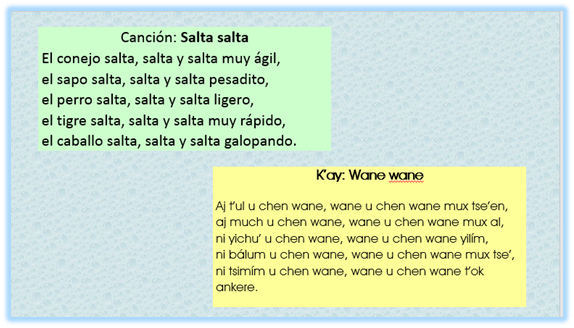 Canción: Salta salta
El conejo salta, salta y salta muy ágil,
el sapo salta, salta y salta pesadito,
el perro salta, salta y salta ligero,
el tigre salta, salta y salta muy rápido,
el caballo salta, salta y salta galopando.
K'ay: Wane wane
Aj t'ul u chen wane, wane u chen wane mux tse'en,
aj much u chen wane, wane u chen wane mux al,
ni yichu' u chen wane, wane u chen wane yilím,
ni bálum u chen wane, wane u chen wane mux tse',
ni tsimím u chen wane, wane u chen wane t'ok
ankere.